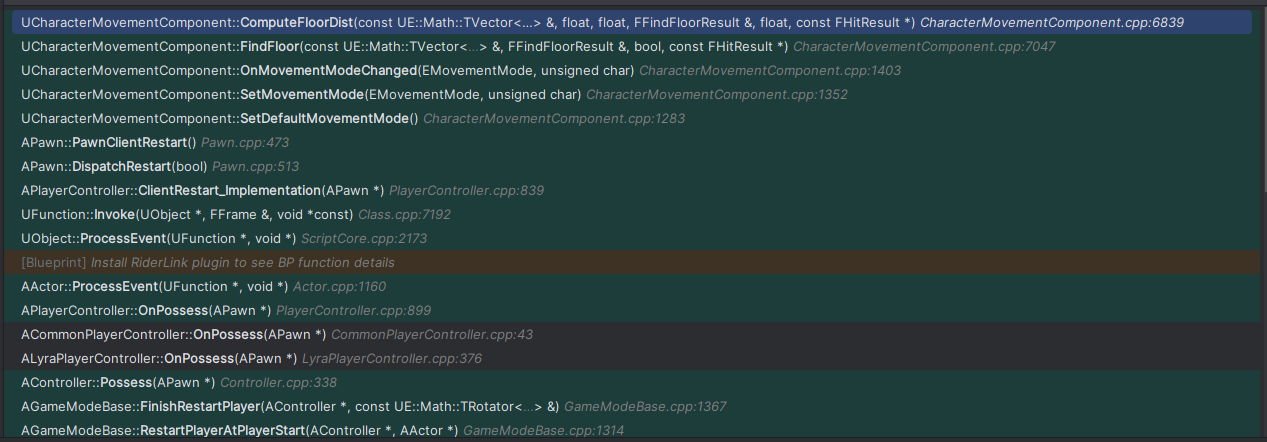 UCharacterMovementComponent::ComputeFloorDist(const UE::Math::TVector<...> &, float, float, FFindFloorResult &, float, const FHitResult *) CharacterMovementComponent.cpp:6839
UCharacterMovementComponent::FindFloor(const UE::Math::TVector<...> &, FFindFloorResult &, bool, const FHitResult *) CharacterMovementComponent.cpp:7047
UCharacterMovementComponent::OnMovementModeChanged(EMovementMode, unsigned char) CharacterMovementComponent.cpp:1403
UCharacterMovementComponent::SetMovementMode(EMovementMode, unsigned char) CharacterMovementComponent.cpp:1352
UCharacterMovementComponent::SetDefaultMovementMode() CharacterMovementComponent.cpp:1283
APawn::PawnClientRestart() Pawn.cpp:473
APawn::DispatchRestart(bool) Pawn.cpp:513
APlayerController::ClientRestart_Implementation(APawn *) PlayerController.cpp:839
UFunction::Invoke(UObject *, FFrame &, void *const) Class.cpp:7192
UObject::ProcessEvent(UFunction *, void *) ScriptCore.cpp:2173
[Blueprint] Install RiderLink plugin to see BP function details
AActor::ProcessEvent(UFunction *, void *) Actor.cpp:1160
APlayerController::OnPossess(APawn *) PlayerController.cpp:899
ACommonPlayerController::OnPossess(APawn *) CommonPlayerController.cpp:43
ALyraPlayerController::OnPossess(APawn *) LyraPlayerController.cpp:376
AController::Possess(APawn *) Controller.cpp:338
AGameModeBase::FinishRestartPlayer(AController *, const UE::Math::TRotator<...> &) GameModeBase.cpp:1367
AGameModeBase::RestartPlayerAtPlayerStart(AController *, AActor *) GameModeBase.cpp:1314